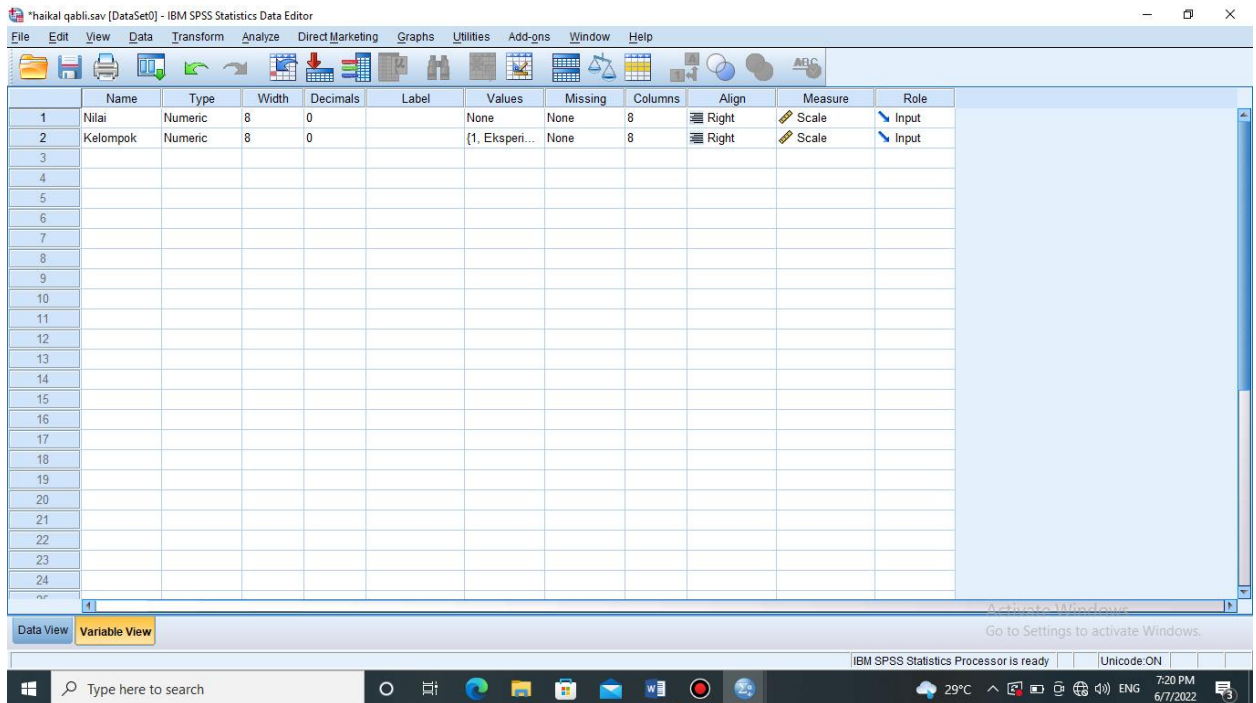 *haikal qabli.sav [DataSet0] - IBM SPSS Statistics Data Editor
File Edit View Data Transform Analyze Direct Marketing Graphs Utilities Add-ons Window Help
Name Type Width Decimals Label Values Missing Columns Align Measure Role
1 Nilai Numeric 8 0 None None 8 Right Scale Input
2 Kelompok Numeric 8 0 {1, Eksperi... None 8 Right Scale Input
3
4
5
6
7
8
9
10
11
12
13
14
15
16
17
18
19
20
21
22
23
24
Activate Windows
Data View Variable View Go to Settings to activate Windows.
IBM SPSS Statistics Processor is ready Unicode:ON
Type here to search 29°C ENG 7:20 PM
6/7/2022 3